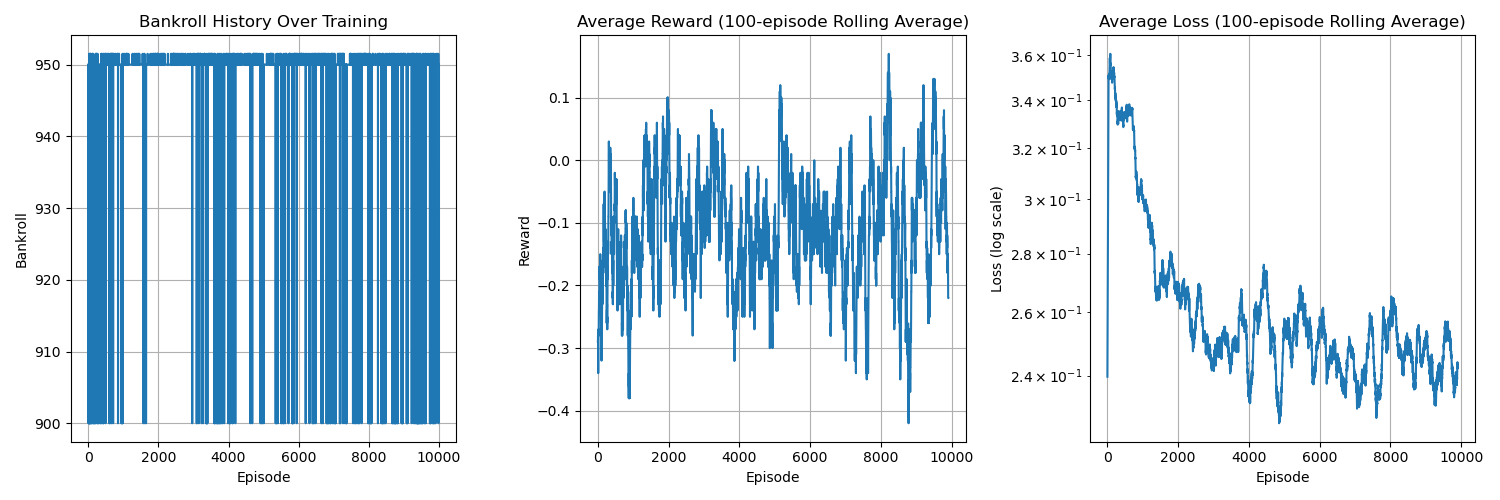 Bankroll History Over Training
950
940
930
920
910
900
Bankroll
0 2000 4000 6000 8000 10000
Episode
Average Reward (100-episode Rolling Average)
0.1
0.0
−0.1
−0.2
−0.3
−0.4
Reward
0 2000 4000 6000 8000 10000
Episode
Average Loss (100-episode Rolling Average)
3.6 × 10⁻¹
3.4 × 10⁻¹
3.2 × 10⁻¹
3 × 10⁻¹
2.8 × 10⁻¹
2.6 × 10⁻¹
2.4 × 10⁻¹
Loss (log scale)
0 2000 4000 6000 8000 10000
Episode